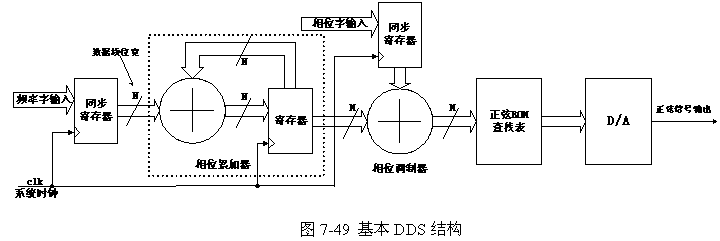 相位字输入
同步
寄存器
数据线位宽
N
频率字输入
同步
寄存器
N
N
寄存器
M
M
正弦ROM
查找表
D/A
正弦信号输出
相位累加器
相位调制器
clk
系统时钟
图 7-49 基本 DDS 结构